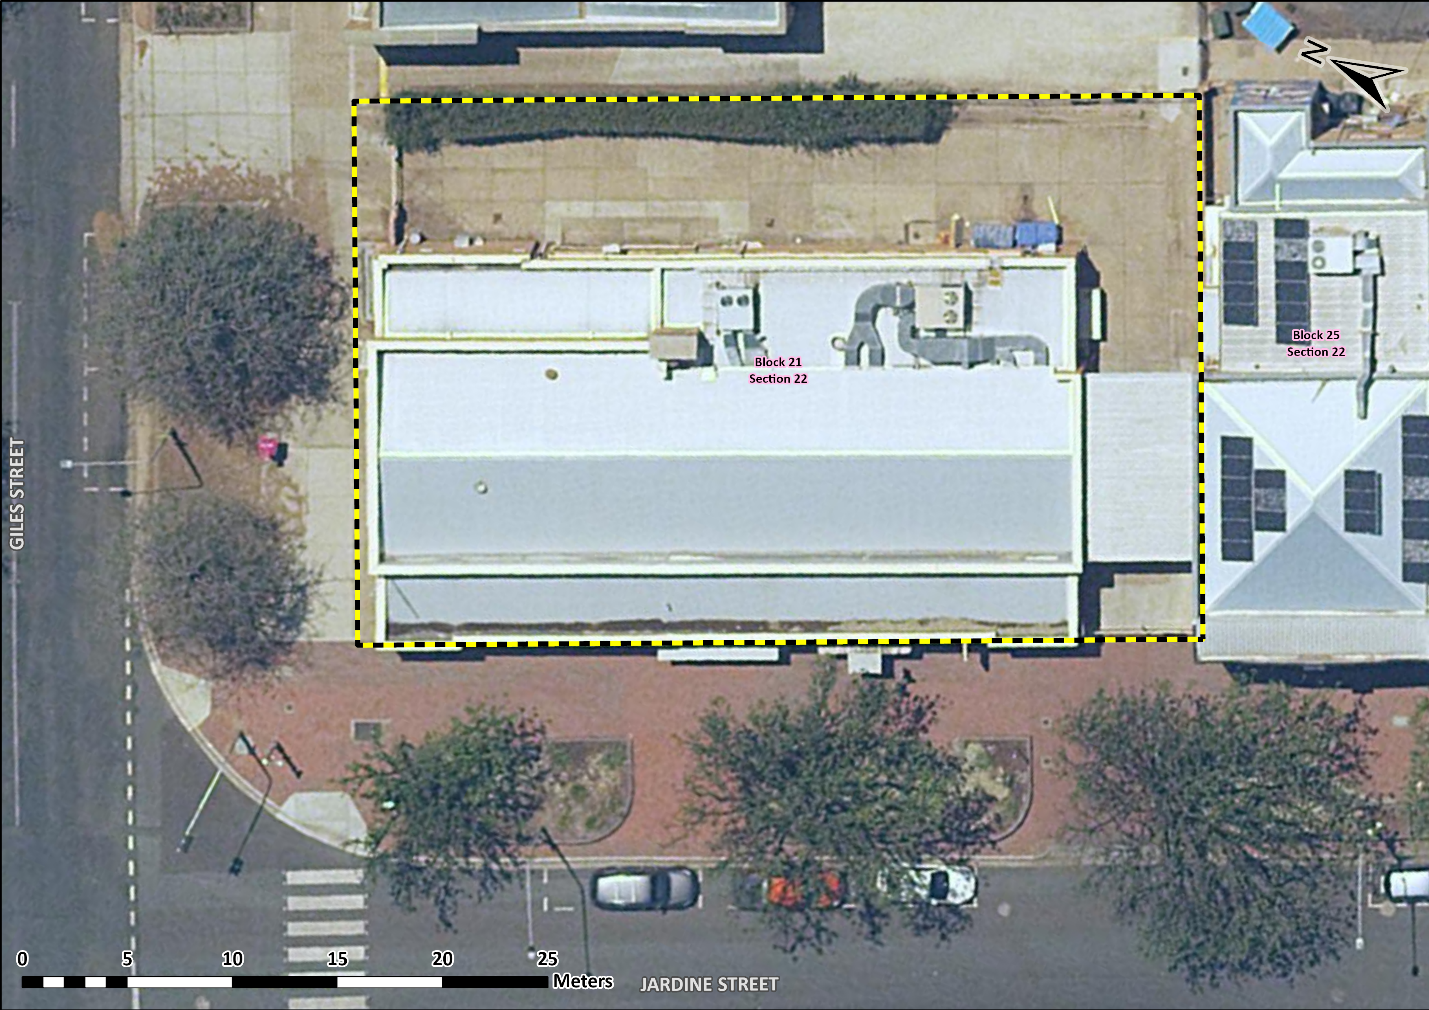 N
Block 25
Section 22
Block 21
Section 22
GILES STREET
0 5 10 15 20 25
Meters
JARDINE STREET